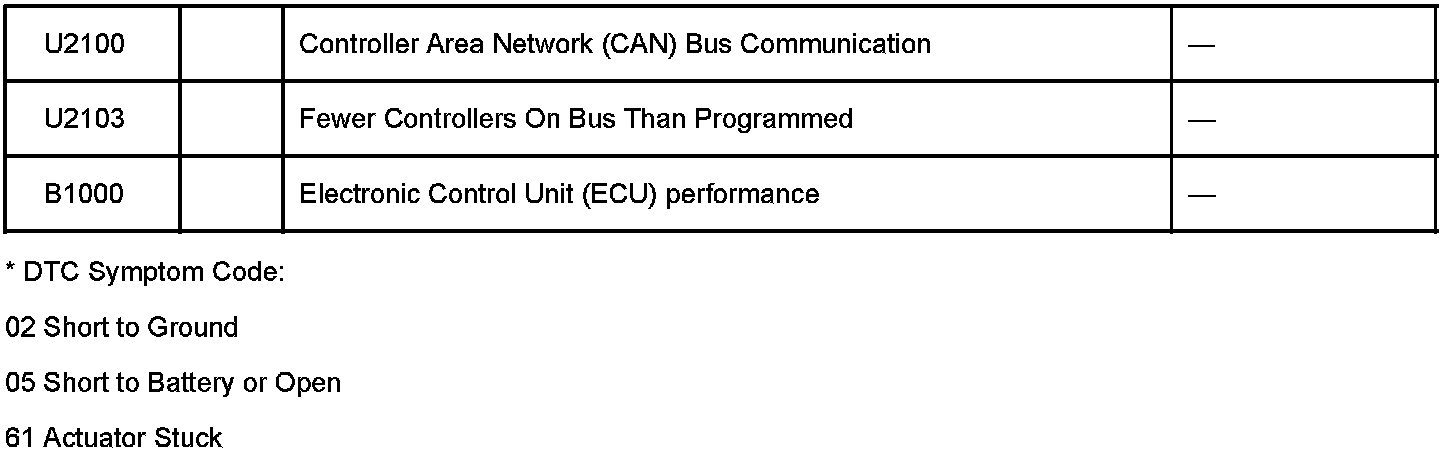 U2100 Controller Area Network (CAN) Bus Communication —
U2103 Fewer Controllers On Bus Than Programmed —
B1000 Electronic Control Unit (ECU) performance —
* DTC Symptom Code:
02 Short to Ground
05 Short to Battery or Open
61 Actuator Stuck